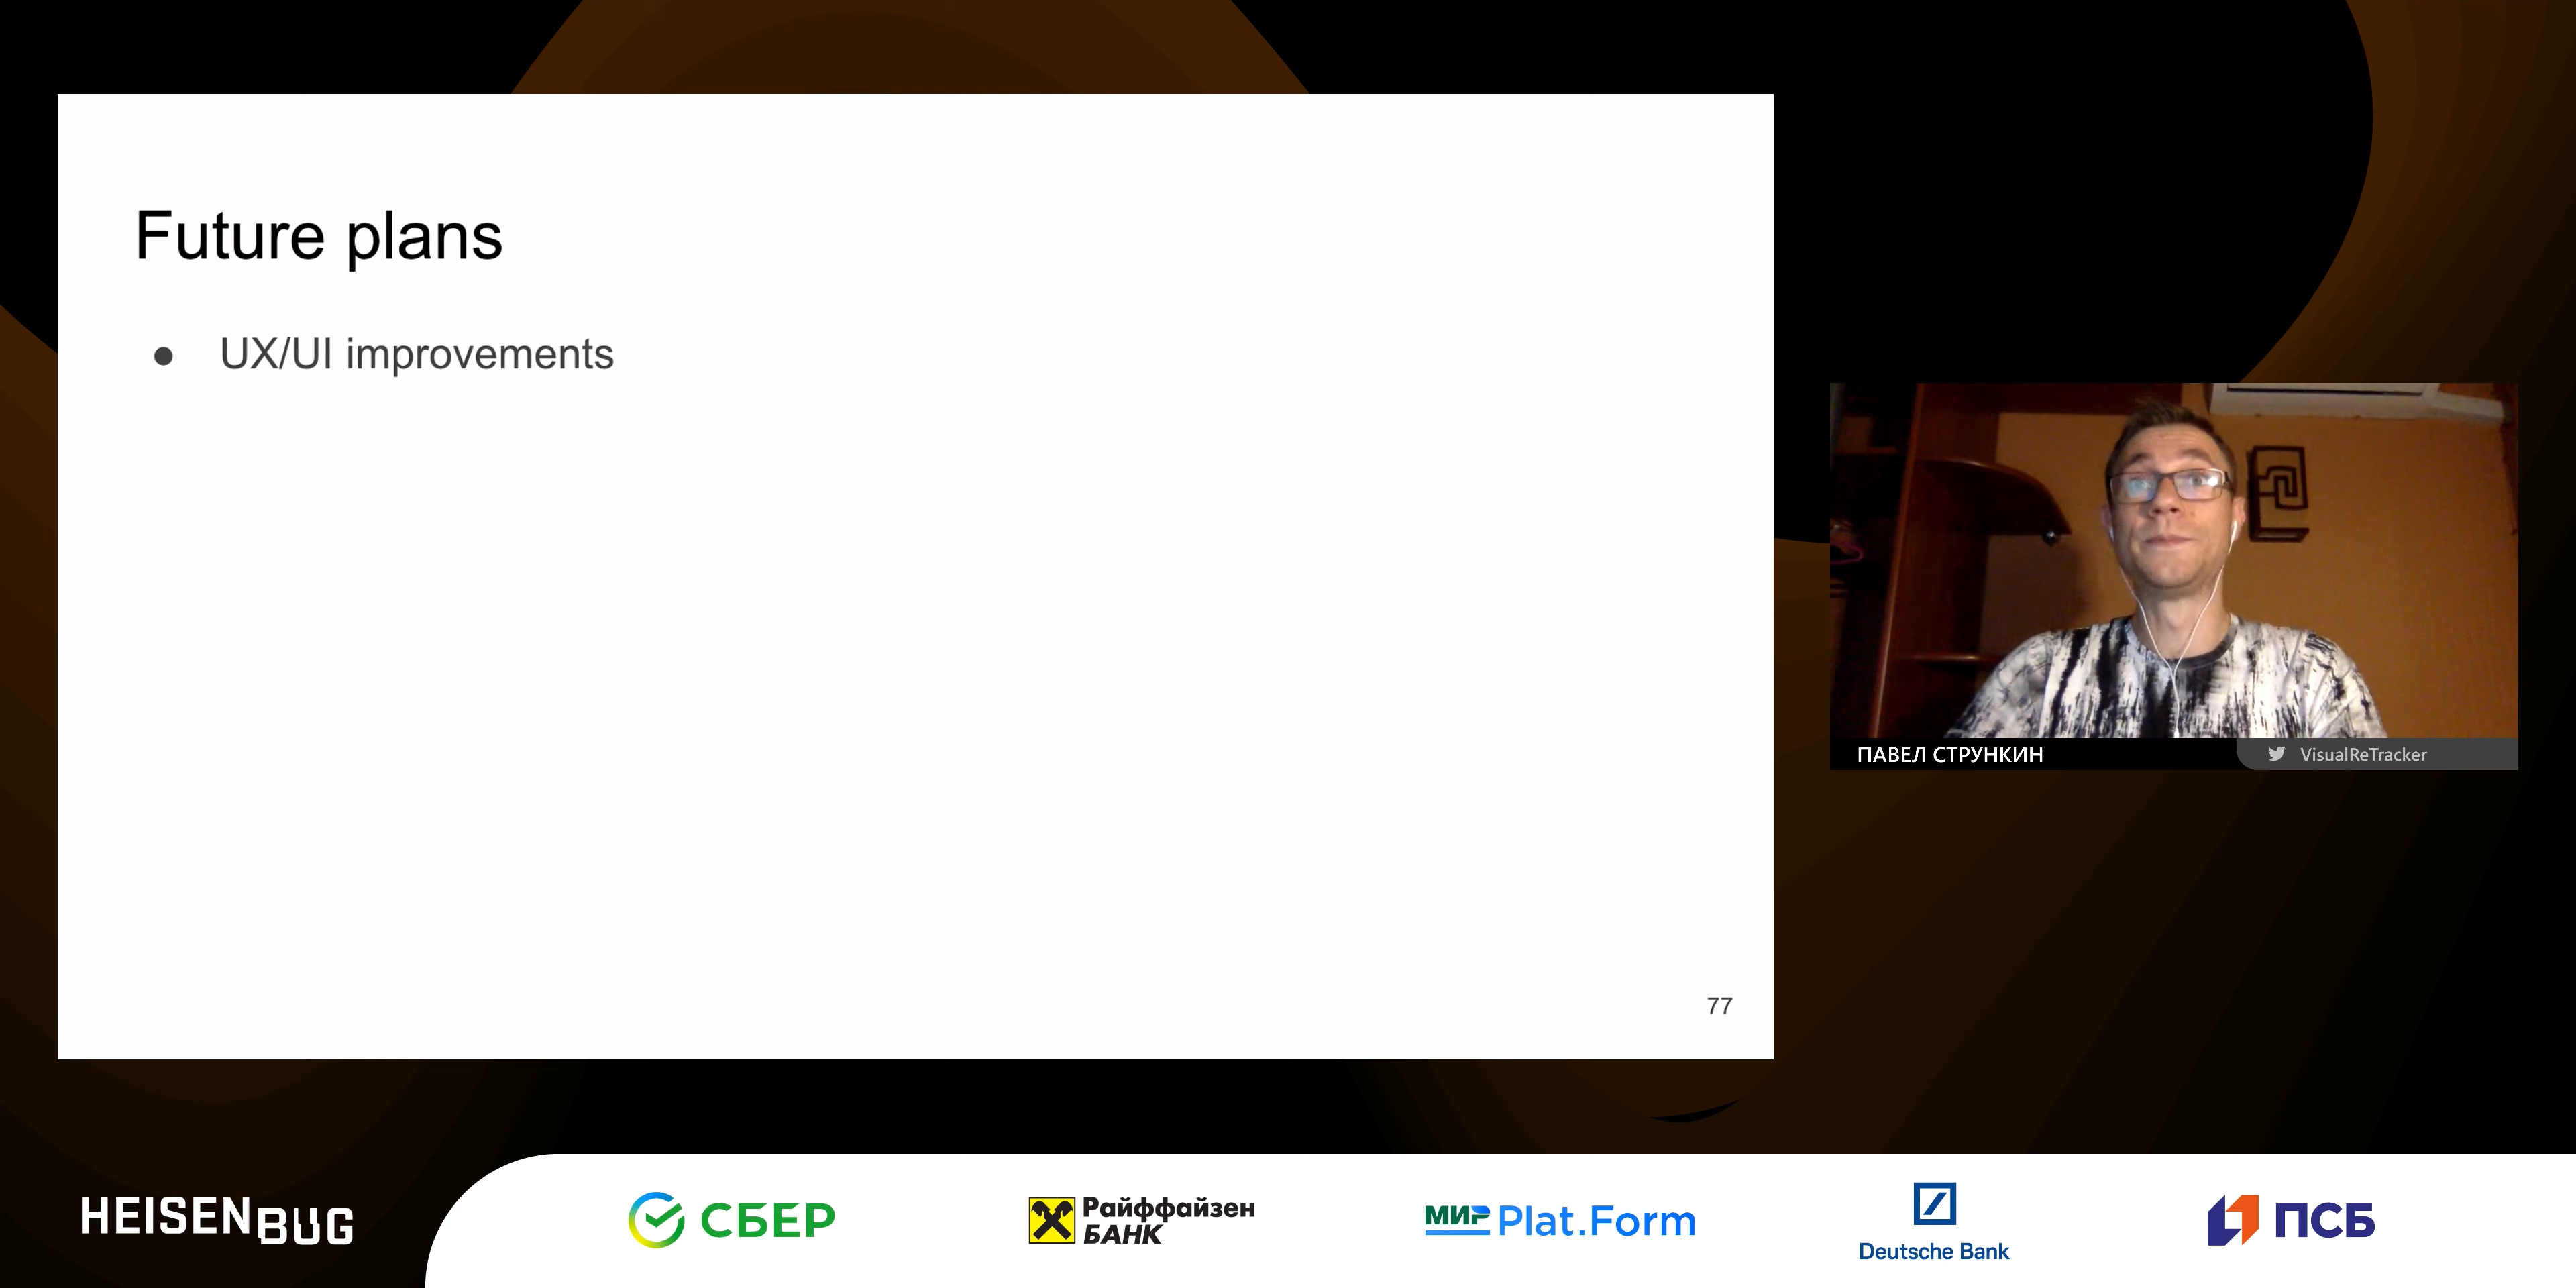 Future plans
● UX/UI improvements
77
ПАВЕЛ СТРУНКИН
VisualReTracker
HEISENBUG
СБЕР
Райффайзен
БАНК
МИР Plat.Form
Deutsche Bank
ПСБ